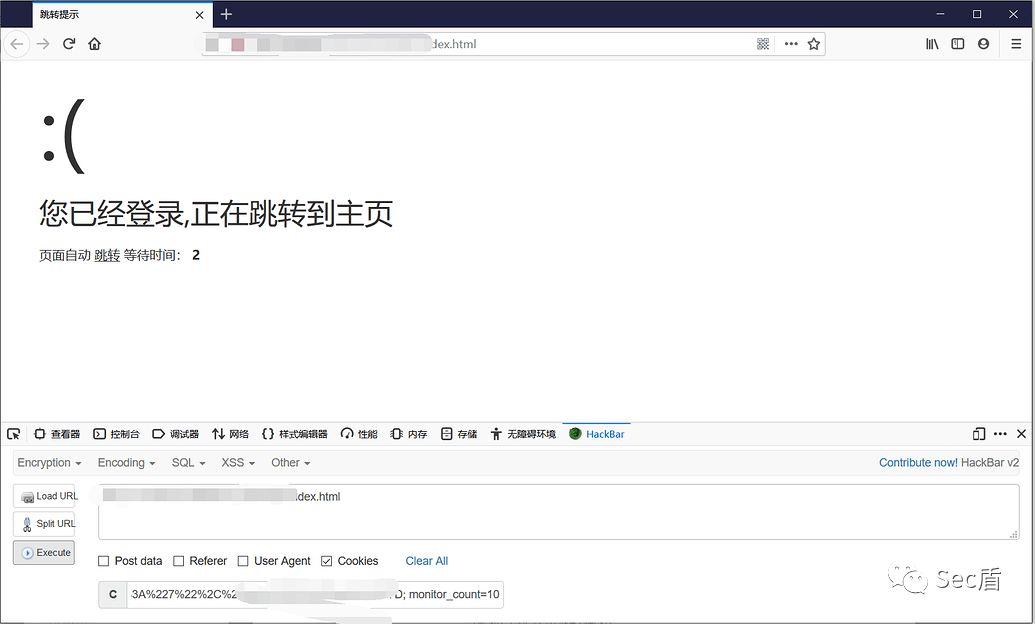 跳转提示
dex.html
:(
您已经登录,正在跳转到主页
页面自动 跳转 等待时间： 2
查看器 控制台 调试器 网络 {} 样式编辑器 性能 内存 存储 无障碍环境 HackBar
Encryption Encoding SQL XSS Other Contribute now! HackBar v2
Load URL dex.html
Split URL
Execute
Post data Referer User Agent Cookies Clear All
C 3A%227%22%2C%2 D; monitor_count=10
Sec盾